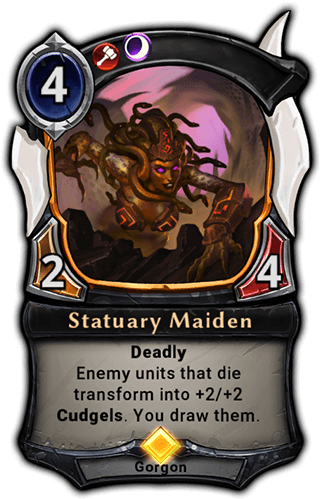 4
2
4
Statuary Maiden
Deadly
Enemy units that die
transform into +2/+2
Cudgels. You draw them.
Gorgon